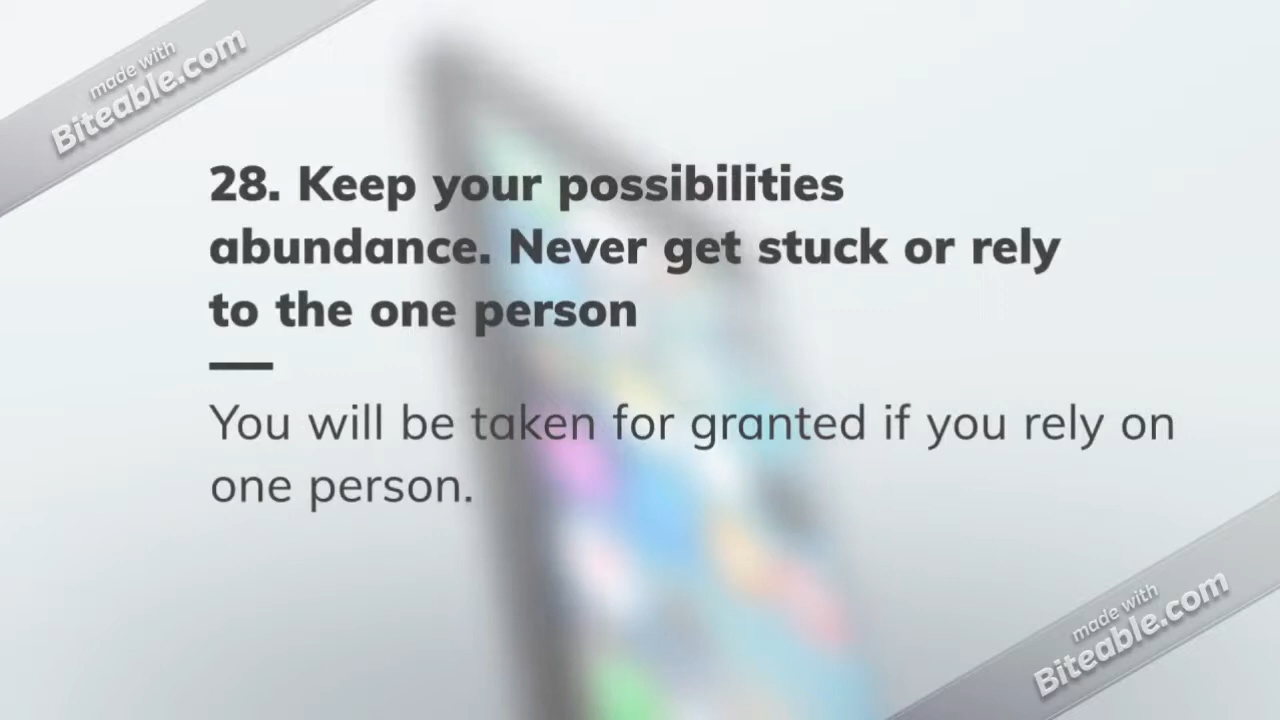 made with
Biteable.com
28. Keep your possibilities
abundance. Never get stuck or rely
to the one person
You will be taken for granted if you rely on
one person.
made with
Biteable.com